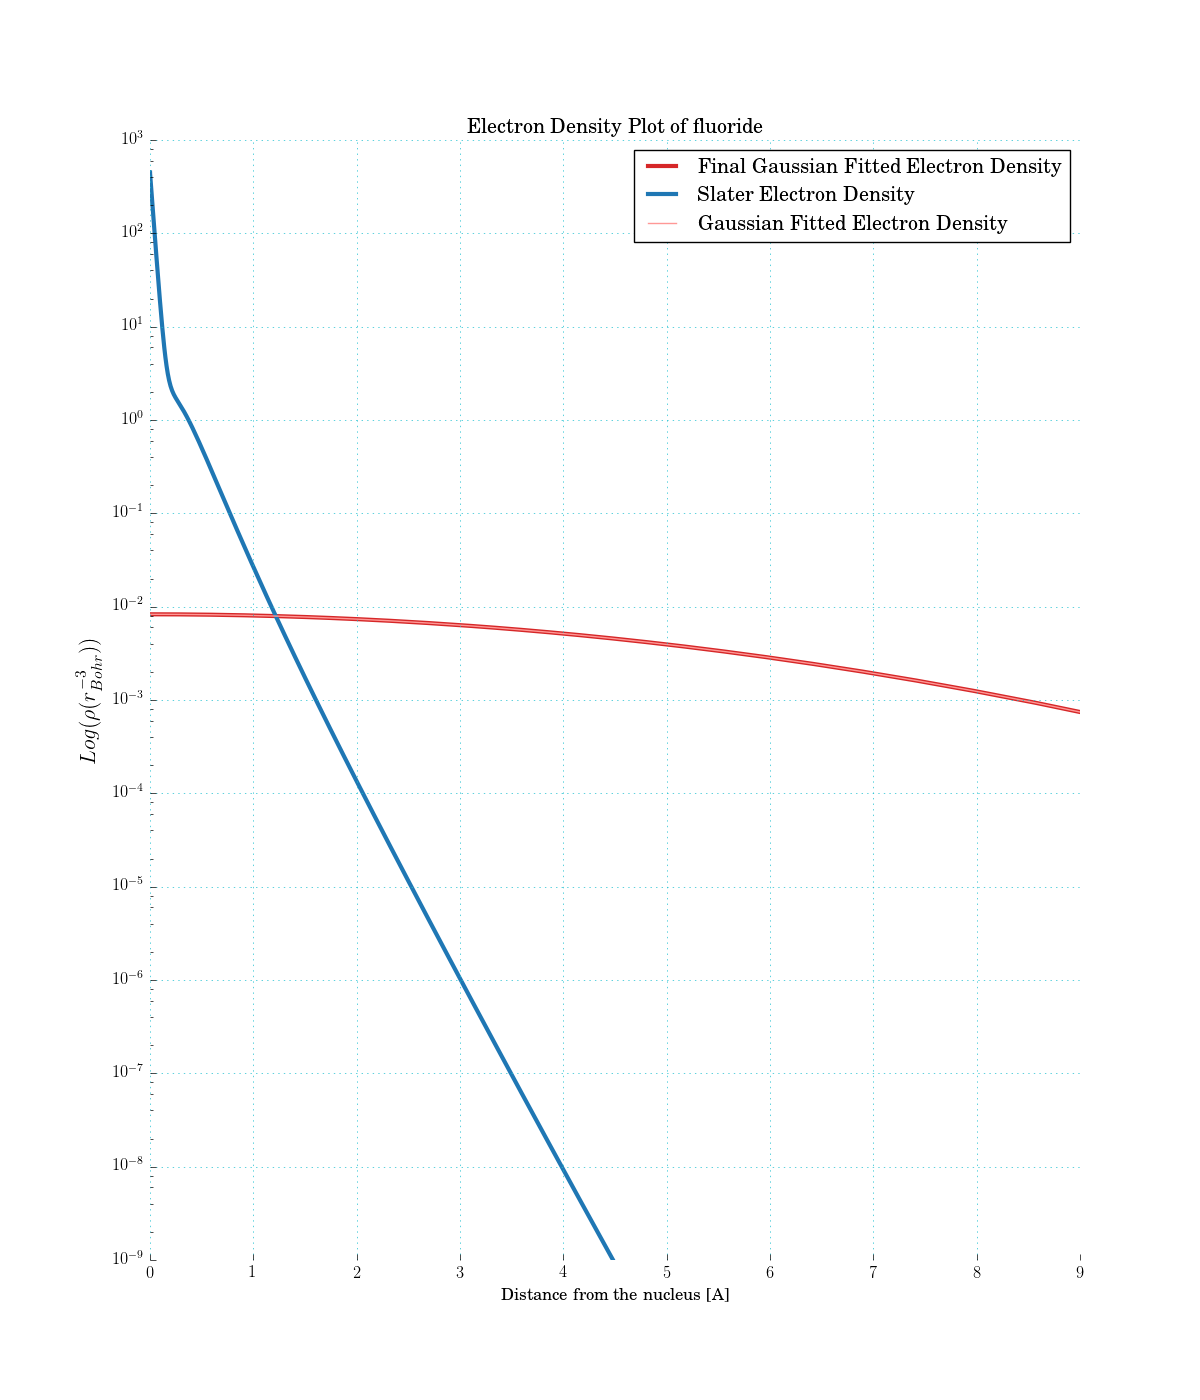 Electron Density Plot of fluoride
Final Gaussian Fitted Electron Density
Slater Electron Density
Gaussian Fitted Electron Density
10^3
10^2
10^1
10^0
10^−1
10^−2
10^−3
10^−4
10^−5
10^−6
10^−7
10^−8
10^−9
Log(ρ(r_{Bohr}^{−3}))
0 1 2 3 4 5 6 7 8 9
Distance from the nucleus [A]